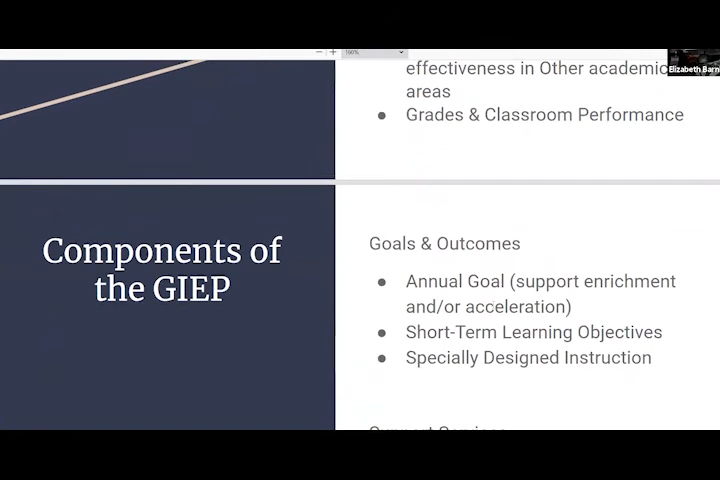 100%
Elizabeth Barn
effectiveness in Other academic
areas
Grades & Classroom Performance
Components of
the GIEP
Goals & Outcomes
Annual Goal (support enrichment
and/or acceleration)
Short-Term Learning Objectives
Specially Designed Instruction